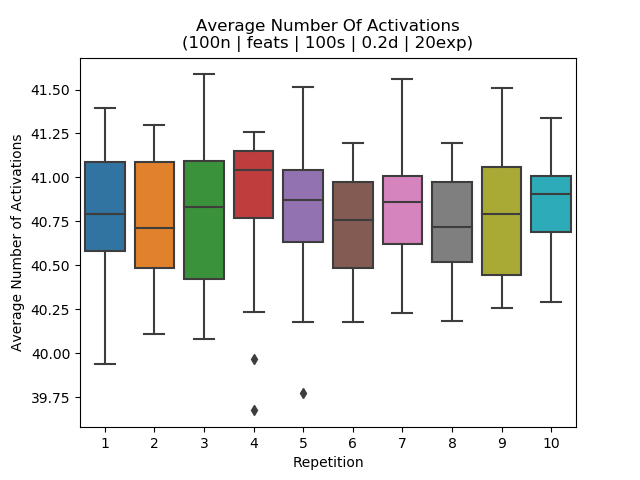 Average Number Of Activations
(100n | feats | 100s | 0.2d | 20exp)
Average Number of Activations
41.50
41.25
41.00
40.75
40.50
40.25
40.00
39.75
1 2 3 4 5 6 7 8 9 10
Repetition